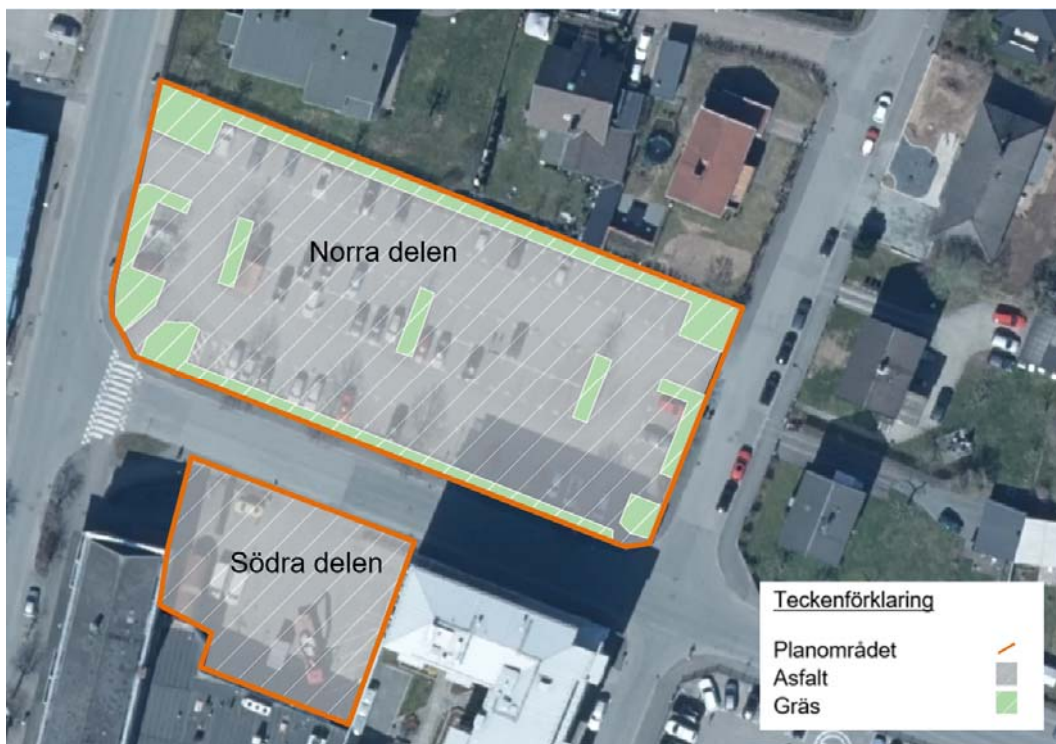 Norra delen
Södra delen
Teckenförklaring
Planområdet
Asfalt
Gräs